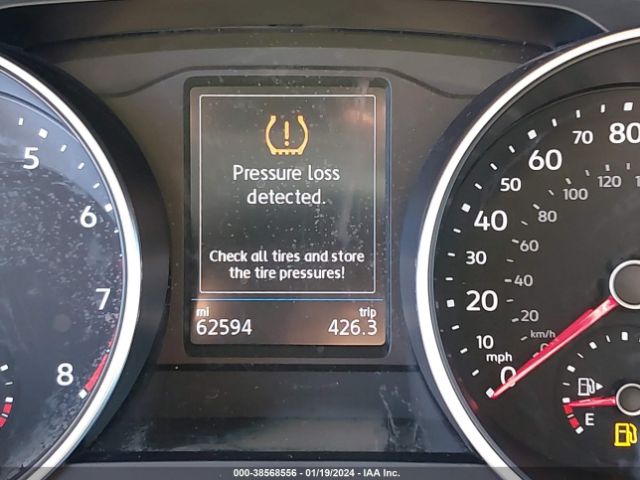 Pressure loss
detected.
Check all tires and store
the tire pressures!
mi
trip
62594
426.3
5
6
7
8
80
70
60
50
40
30
20
10
0
mph
120
100
80
60
40
20
km/h
E
000-38568556 - 01/19/2024 - IAA Inc.